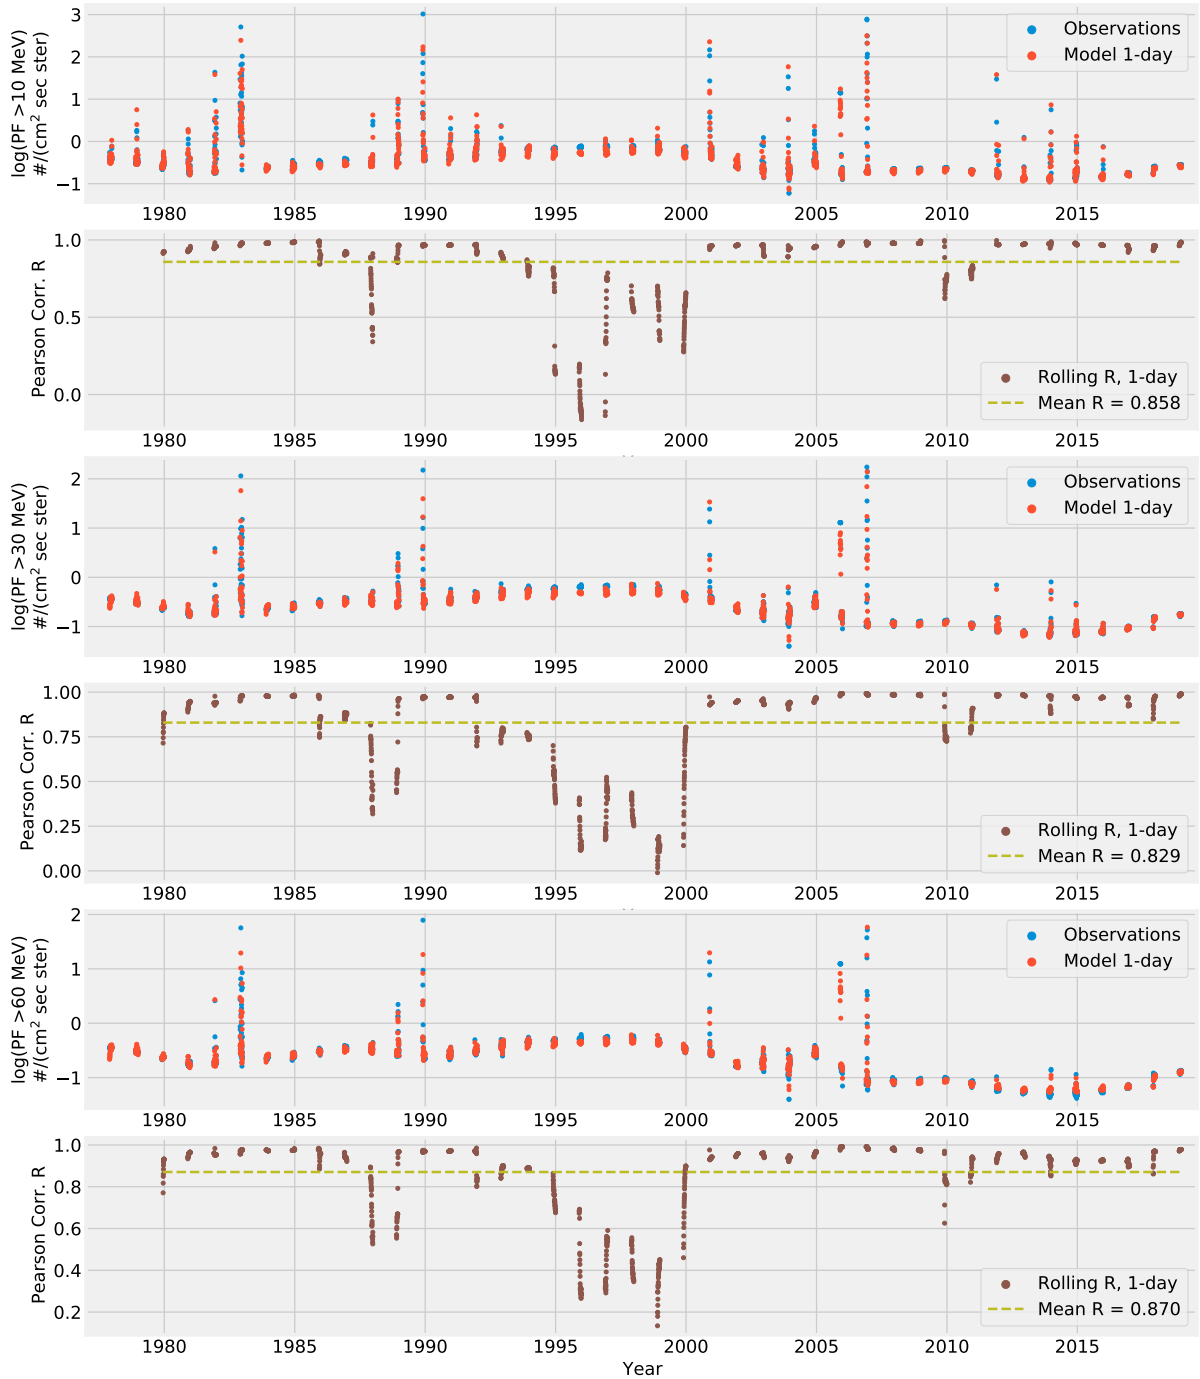 log(PF >10 MeV)
#/(cm² sec ster)
3
2
1
0
−1
Observations
Model 1-day
1980 1985 1990 1995 2000 2005 2010 2015
Pearson Corr. R
1.0
0.5
0.0
Rolling R, 1-day
Mean R = 0.858
1980 1985 1990 1995 2000 2005 2010 2015
log(PF >30 MeV)
#/(cm² sec ster)
2
1
0
−1
Observations
Model 1-day
1980 1985 1990 1995 2000 2005 2010 2015
Pearson Corr. R
1.00
0.75
0.50
0.25
0.00
Rolling R, 1-day
Mean R = 0.829
1980 1985 1990 1995 2000 2005 2010 2015
log(PF >60 MeV)
#/(cm² sec ster)
2
1
0
−1
Observations
Model 1-day
1980 1985 1990 1995 2000 2005 2010 2015
Pearson Corr. R
1.0
0.8
0.6
0.4
0.2
Rolling R, 1-day
Mean R = 0.870
1980 1985 1990 1995 2000 2005 2010 2015
Year